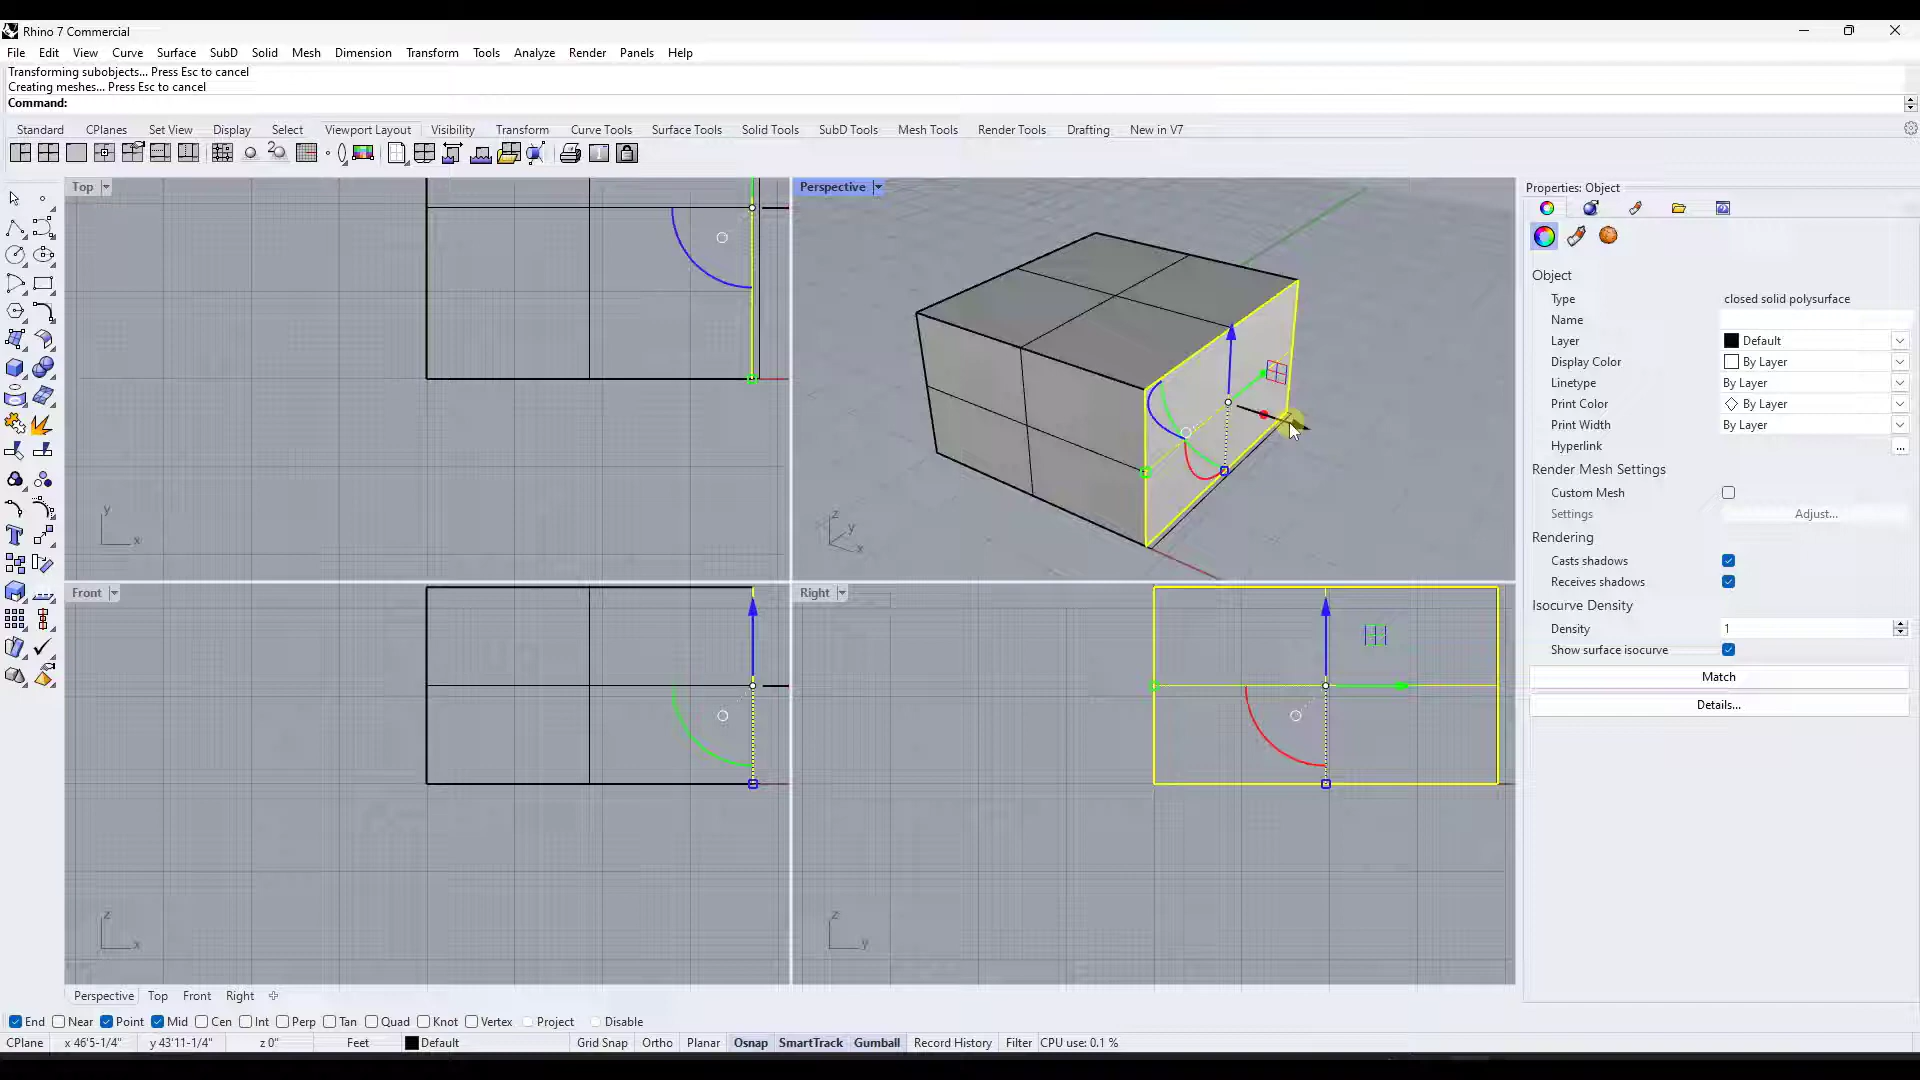 Rhino 7 Commercial
File Edit View Curve Surface SubD Solid Mesh Dimension Transform Tools Analyze Render Panels Help
Transforming subobjects... Press Esc to cancel
Creating meshes... Press Esc to cancel
Command:
Standard CPlanes Set View Display Select Viewport Layout Visibility Transform Curve Tools Surface Tools Solid Tools SubD Tools Mesh Tools Render Tools Drafting New in V7
Top
y
x
Perspective
z
y
x
Front
z
x
Right
z
y
Properties: Object
Object
Type closed solid polysurface
Name
Layer Default
Display Color By Layer
Linetype By Layer
Print Color By Layer
Print Width By Layer
Hyperlink ...
Render Mesh Settings
Custom Mesh
Settings Adjust...
Rendering
Casts shadows
Receives shadows
Isocurve Density
Density 1
Show surface isocurve
Match
Details...
Perspective Top Front Right
End Near Point Mid Cen Int Perp Tan Quad Knot Vertex Project Disable
CPlane x 46'5-1/4" y 43'11-1/4" z 0" Feet Default Grid Snap Ortho Planar Osnap SmartTrack Gumball Record History Filter CPU use: 0.1 %